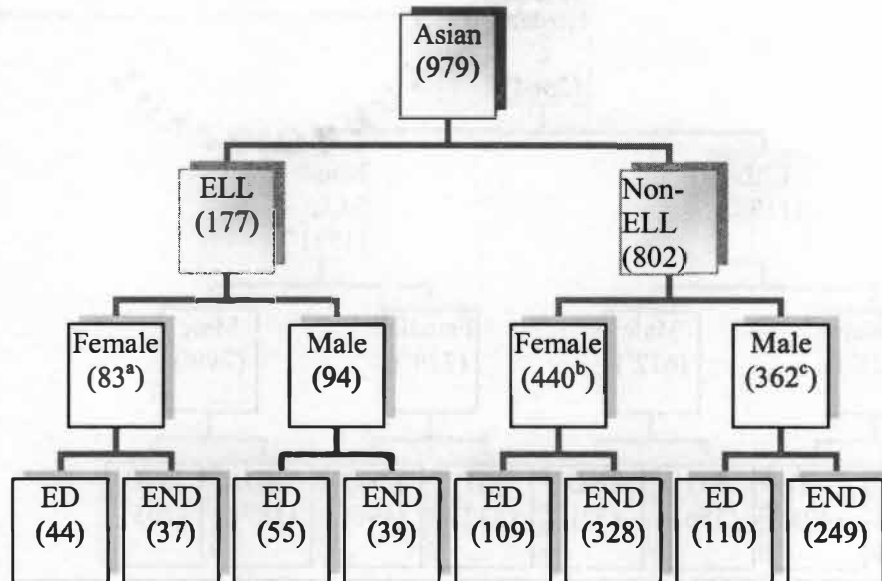 Asian
(979)
ELL
(177)
Non-
ELL
(802)
Female
(83ᵃ)
Male
(94)
Female
(440ᵇ)
Male
(362ᶜ)
ED
(44)
END
(37)
ED
(55)
END
(39)
ED
(109)
END
(328)
ED
(110)
END
(249)